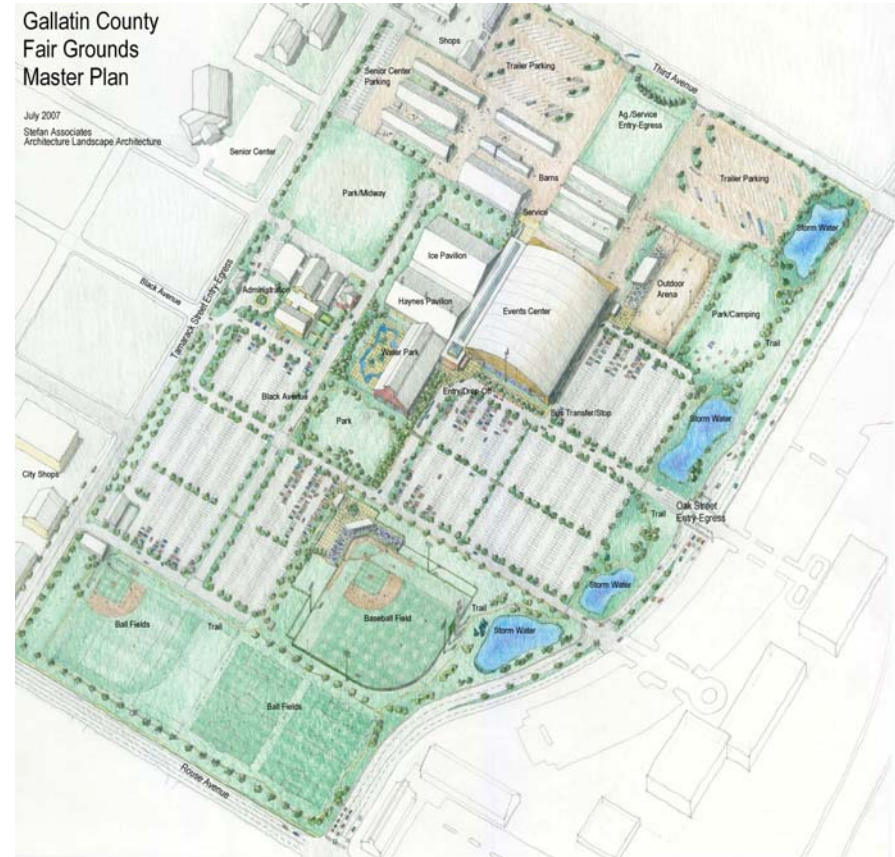 Gallatin County
Fair Grounds
Master Plan
July 2007
Stefan Associates
Architecture Landscape Architecture
Shops
Third Avenue
Senior Center
Parking
Trailer Parking
Ag./Service
Entry-Egress
Senior Center
Trailer Parking
Barns
Park/Midway
Service
Storm Water
Ice Pavilion
Outdoor
Arena
Administration
Haynes Pavilion
Events Center
Park/Camping
Black Avenue
Tamarack Street Entry-Egress
Trail
Water Park
Black Avenue
Entry/Drop-Off
Bus Transfer/Stop
Park
Storm Water
City Shops
Trail
Oak Street
Entry-Egress
Storm Water
Trail
Ball Fields
Trail
Baseball Field
Storm Water
Ball Fields
Rouse Avenue